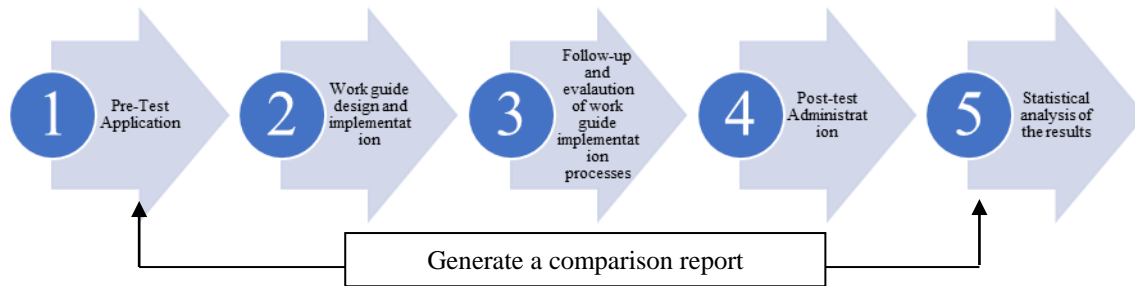 1
Pre-Test
Application
2
Work guide
design and
implementat
ion
3
Follow-up
and
evalaution of
work
guide
implementat
ion
processes
4
Post-test
Administrat
ion
5
Statistical
analysis of
the results
Generate a comparison report